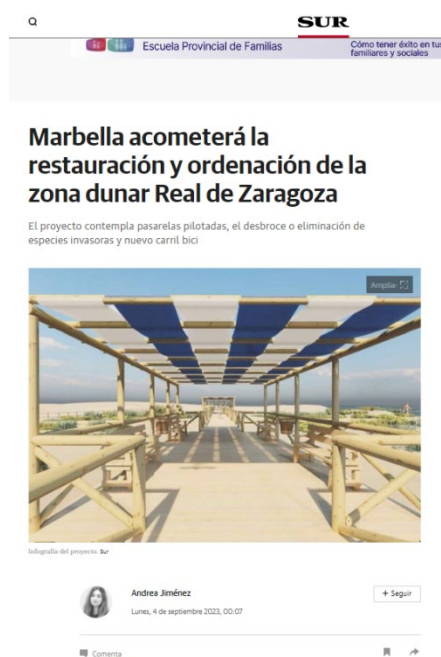 SUR
Escuela Provincial de Familias
Cómo tener éxito en tus
familiares y sociales
Marbella acometerá la
restauración y ordenación de la
zona dunar Real de Zaragoza
El proyecto contempla pasarelas pilotadas, el desbroce o eliminación de
especies invasoras y nuevo carril bici
Ampliar
Infografía del proyecto. Sur
Andrea Jiménez
+ Seguir
Lunes, 4 de septiembre 2023, 00:07
Comenta